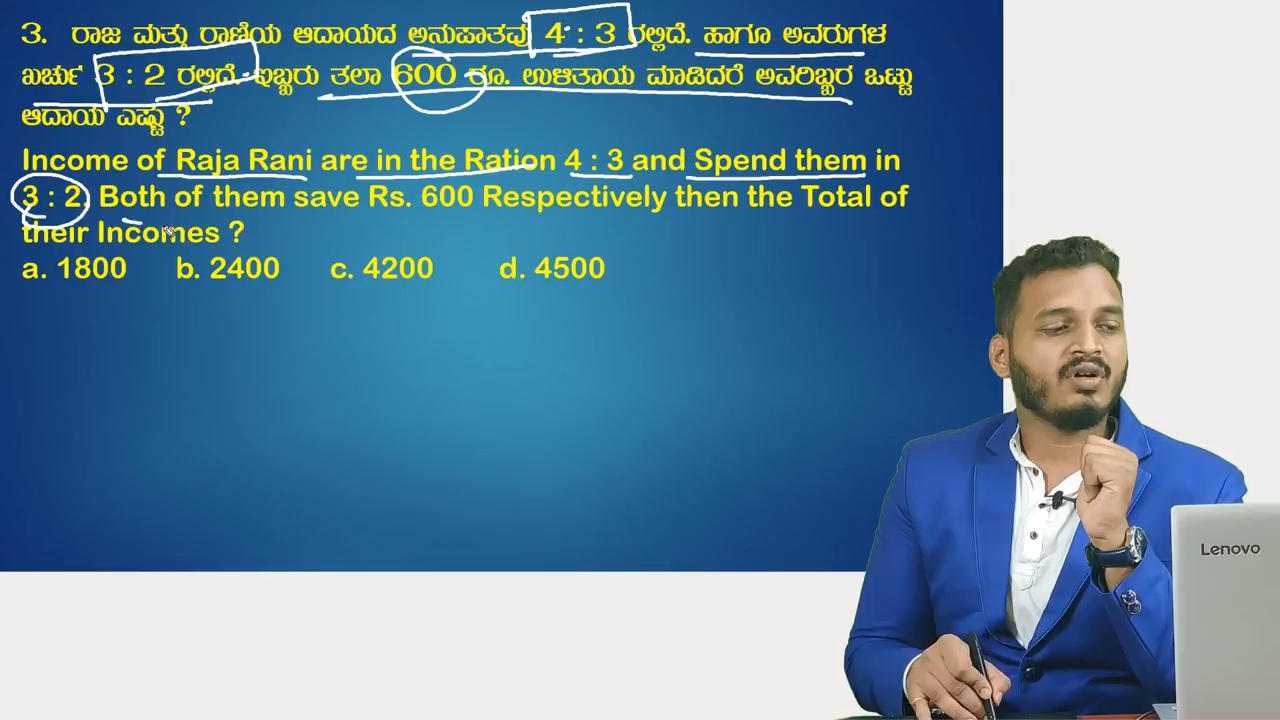 3. ರಾಜ ಮತ್ತು ರಾಣಿಯ ಆದಾಯದ ಅನುಪಾತವು 4 : 3 ರಲ್ಲಿದೆ. ಹಾಗೂ ಅವರುಗಳ
ಖರ್ಚು 3 : 2 ರಲ್ಲಿದೆ. ಇಬ್ಬರು ತಲಾ 600 ರೂ. ಉಳಿತಾಯ ಮಾಡಿದರೆ ಅವರಿಬ್ಬರ ಒಟ್ಟು
ಆದಾಯ ಎಷ್ಟು ?
Income of Raja Rani are in the Ration 4 : 3 and Spend them in
3 : 2. Both of them save Rs. 600 Respectively then the Total of
their Incomes ?
a. 1800 b. 2400 c. 4200 d. 4500
Lenovo